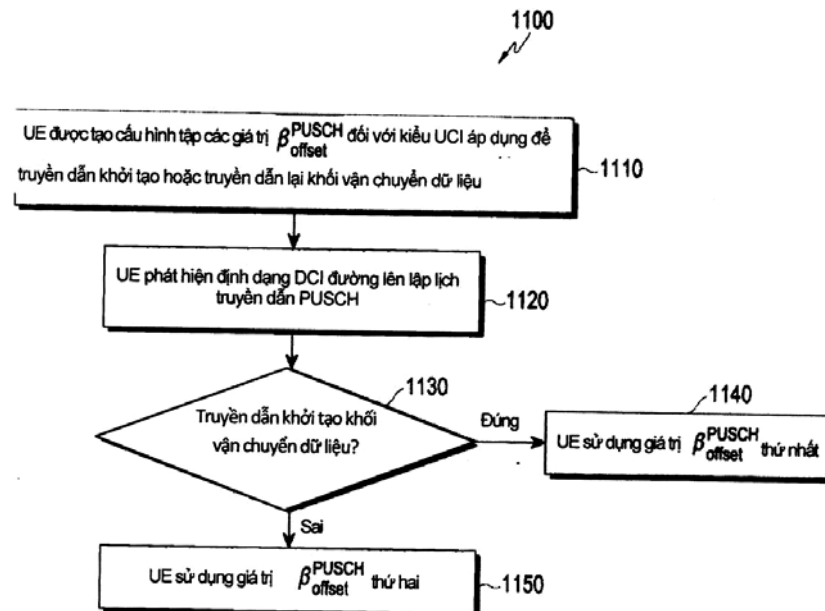 1100
UE được tạo cấu hình tập các giá trị β PUSCH offset đối với kiểu UCI áp dụng để
truyền dẫn khởi tạo hoặc truyền dẫn lại khối vận chuyển dữ liệu
1110
UE phát hiện định dạng DCI đường lên lập lịch
truyền dẫn PUSCH
1120
1130
Truyền dẫn khởi tạo khối
vận chuyển dữ liệu?
Đúng
1140
UE sử dụng giá trị β PUSCH offset thứ nhất
Sai
UE sử dụng giá trị β PUSCH offset thứ hai
1150